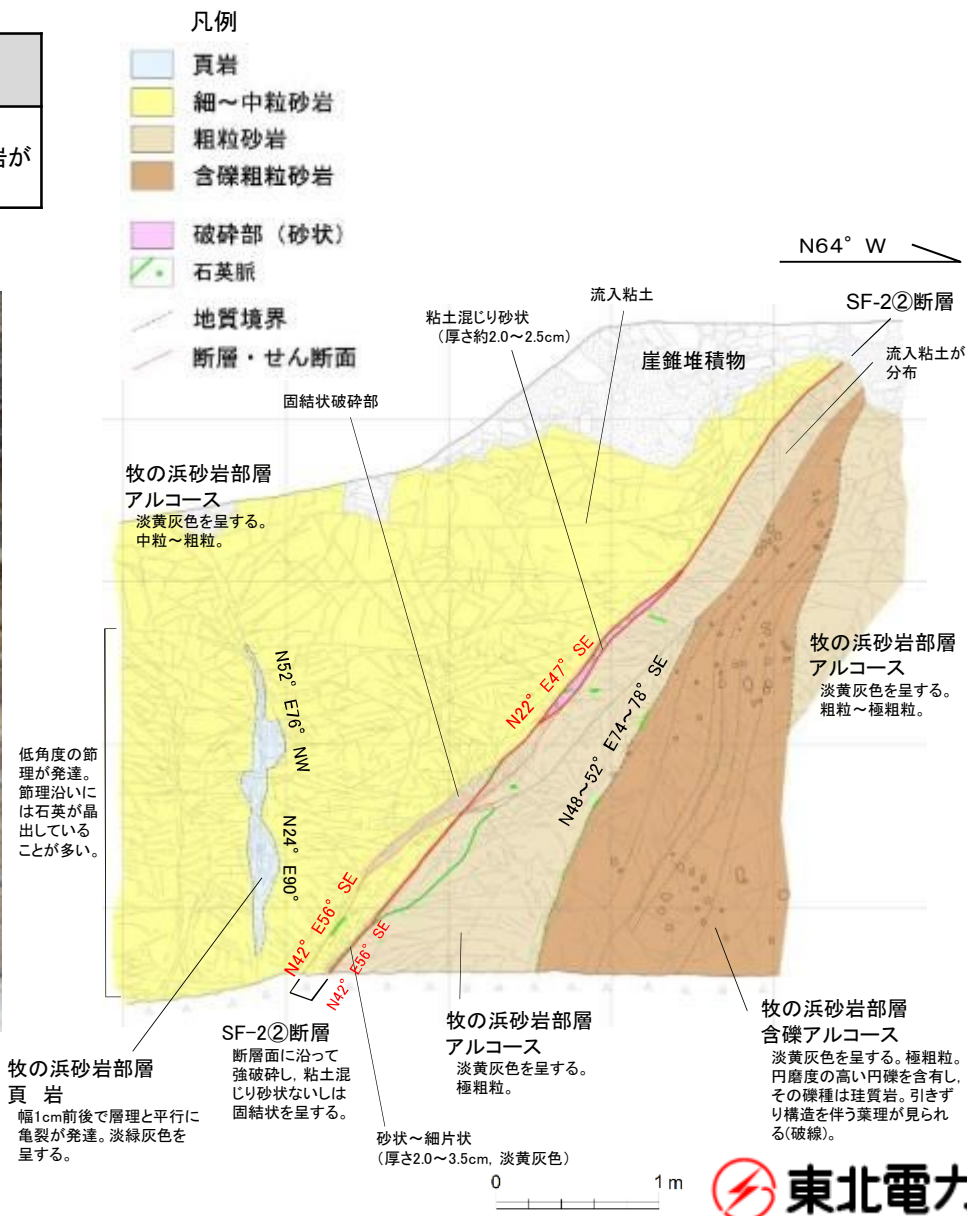 岩が
凡例
頁岩
細～中粒砂岩
粗粒砂岩
含礫粗粒砂岩
破砕部（砂状）
石英脈
地質境界
断層・せん断面
N64° W
SF-2②断層
流入粘土
流入粘土が
分布
粘土混じり砂状
（厚さ約2.0～2.5cm）
崖錐堆積物
固結状破砕部
牧の浜砂岩部層
アルコース
淡黄灰色を呈する。
中粒～粗粒。
N22° E47° SE
N52° E76° NW
N24° E90°
N48～52° E74～78° SE
牧の浜砂岩部層
アルコース
淡黄灰色を呈する。
粗粒～極粗粒。
低角度の節
理が発達。
節理沿いに
は石英が晶
出している
ことが多い。
N42° E56° SE
N42° E56° SE
SF-2②断層
断層面に沿って
強破砕し，粘土混
じり砂状ないしは
固結状を呈する。
牧の浜砂岩部層
アルコース
淡黄灰色を呈する。
極粗粒。
牧の浜砂岩部層
含礫アルコース
淡黄灰色を呈する。極粗粒。
円磨度の高い円礫を含有し，
その礫種は珪質岩。引きず
り構造を伴う葉理が見られ
る(破線)。
牧の浜砂岩部層
頁 岩
幅1cm前後で層理と平行に
亀裂が発達。淡緑灰色を
呈する。
砂状～細片状
（厚さ2.0～3.5cm，淡黄灰色）
0 1 m
東北電力